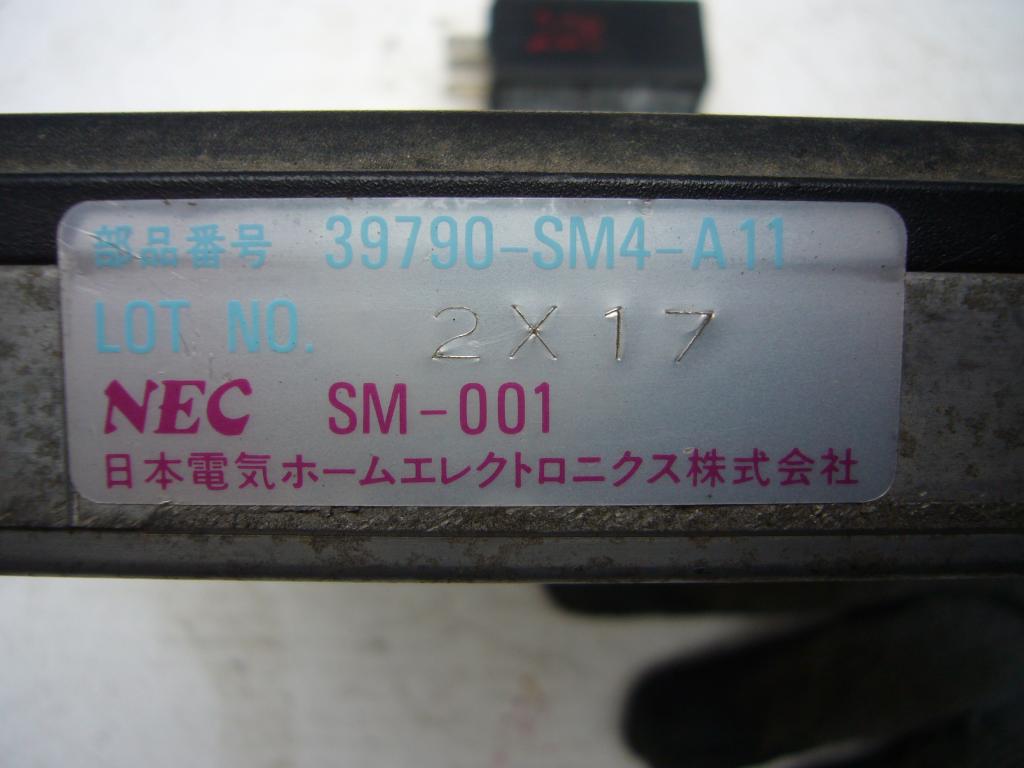 部品番号 39790-SM4-A11
LOT NO. 2X17
NEC SM-001
日本電気ホームエレクトロニクス株式会社